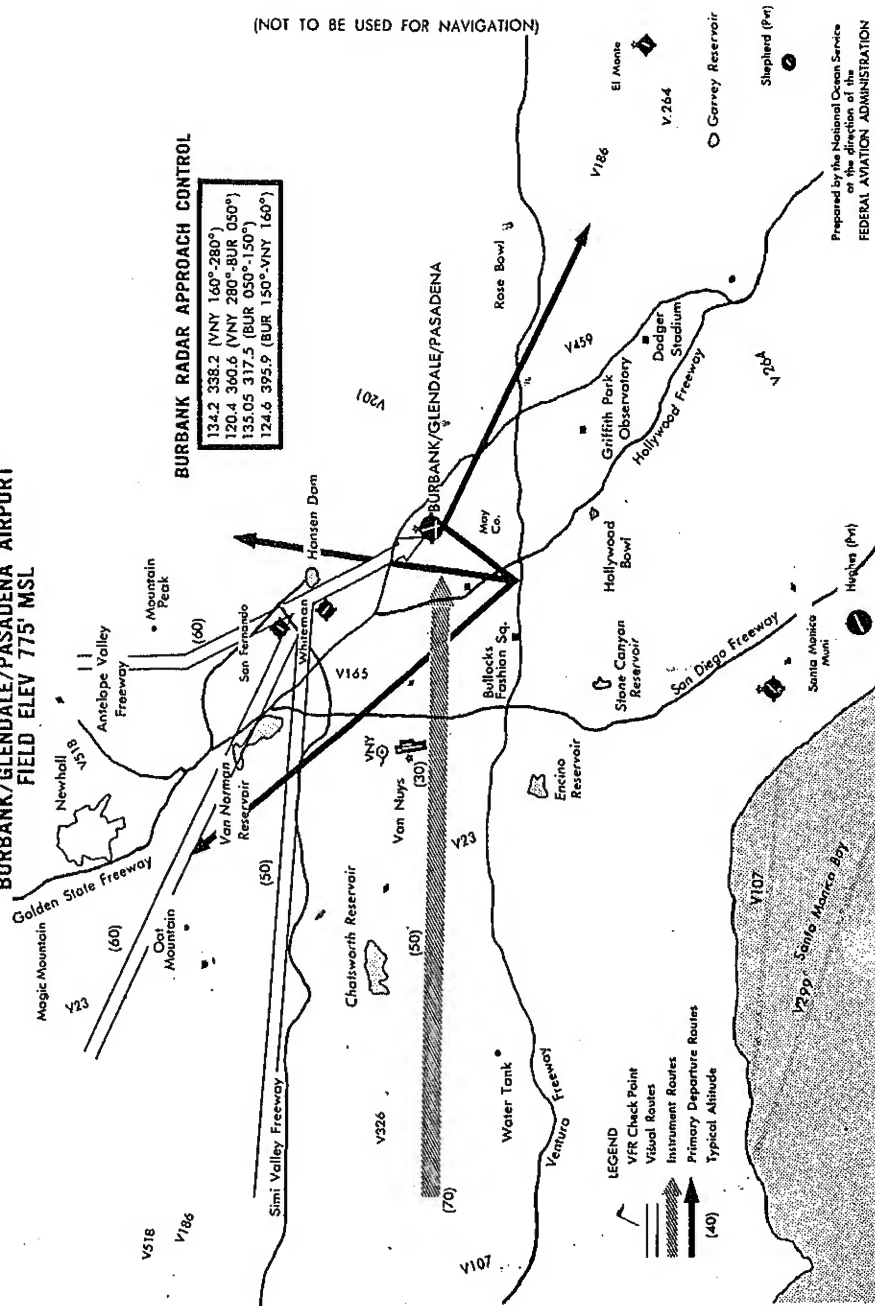 BURBANK/GLENDALE/PASADENA AIRPORT
FIELD ELEV 775' MSL
(NOT TO BE USED FOR NAVIGATION)
BURBANK RADAR APPROACH CONTROL
134.2 338.2 (VNY 160°-280°)
120.4 360.6 (VNY 280°-BUR 050°)
135.05 317.5 (BUR 050°-150°)
124.6 395.9 (BUR 150°-VNY 160°)
Magic Mountain
V23
(60)
Oat
Mountain
Golden State Freeway
Newhall
V518
Antelope Valley
Freeway
Mountain
Peak
(60)
San Fernando
Hansen Dam
Whiteman
Van Norman
Reservoir
V165
V201
V518
V186
Simi Valley Freeway
(50)
Chatsworth Reservoir
V326
(70)
(50)
Van Nuys
(30)
VNY
V23
BURBANK/GLENDALE/PASADENA
May
Co.
Bullocks
Fashion Sq.
Rose Bowl
V186
El Monte
V.264
Garvey Reservoir
Shepherd (Pvt)
V459
Griffith Park
Observatory
Dodger
Stadium
Hollywood Freeway
Hollywood
Bowl
V264
Water Tank
Ventura Freeway
V107
Encino
Reservoir
Stone Canyon
Reservoir
San Diego Freeway
Santa Monica
Muni
Hughes (Pvt)
V107
V299
Santa Monica Bay
LEGEND
VFR Check Point
Visual Routes
Instrument Routes
Primary Departure Routes
(40) Typical Altitude
Prepared by the National Ocean Service
at the direction of the
FEDERAL AVIATION ADMINISTRATION